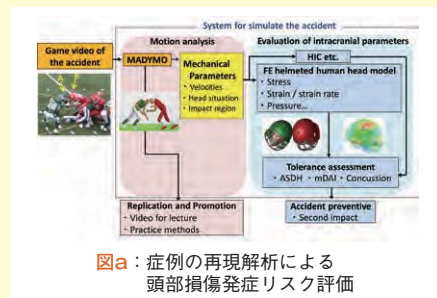 System for simulate the accident
Game video of
the accident
Motion analysis
MADYMO
Mechanical
Parameters
・Velocities
・Head situation
・Impact region
Evaluation of intracranial parameters
HIC etc.
FE helmeted human head model
・Stress
・Strain / strain rate
・Pressure...
Tolerance assessment
・ASDH ・mDAI ・Concussion
Replication and Promotion
・Video for lecture
・Practice methods
Accident preventive
・Second impact
図a：症例の再現解析による
頭部損傷発症リスク評価